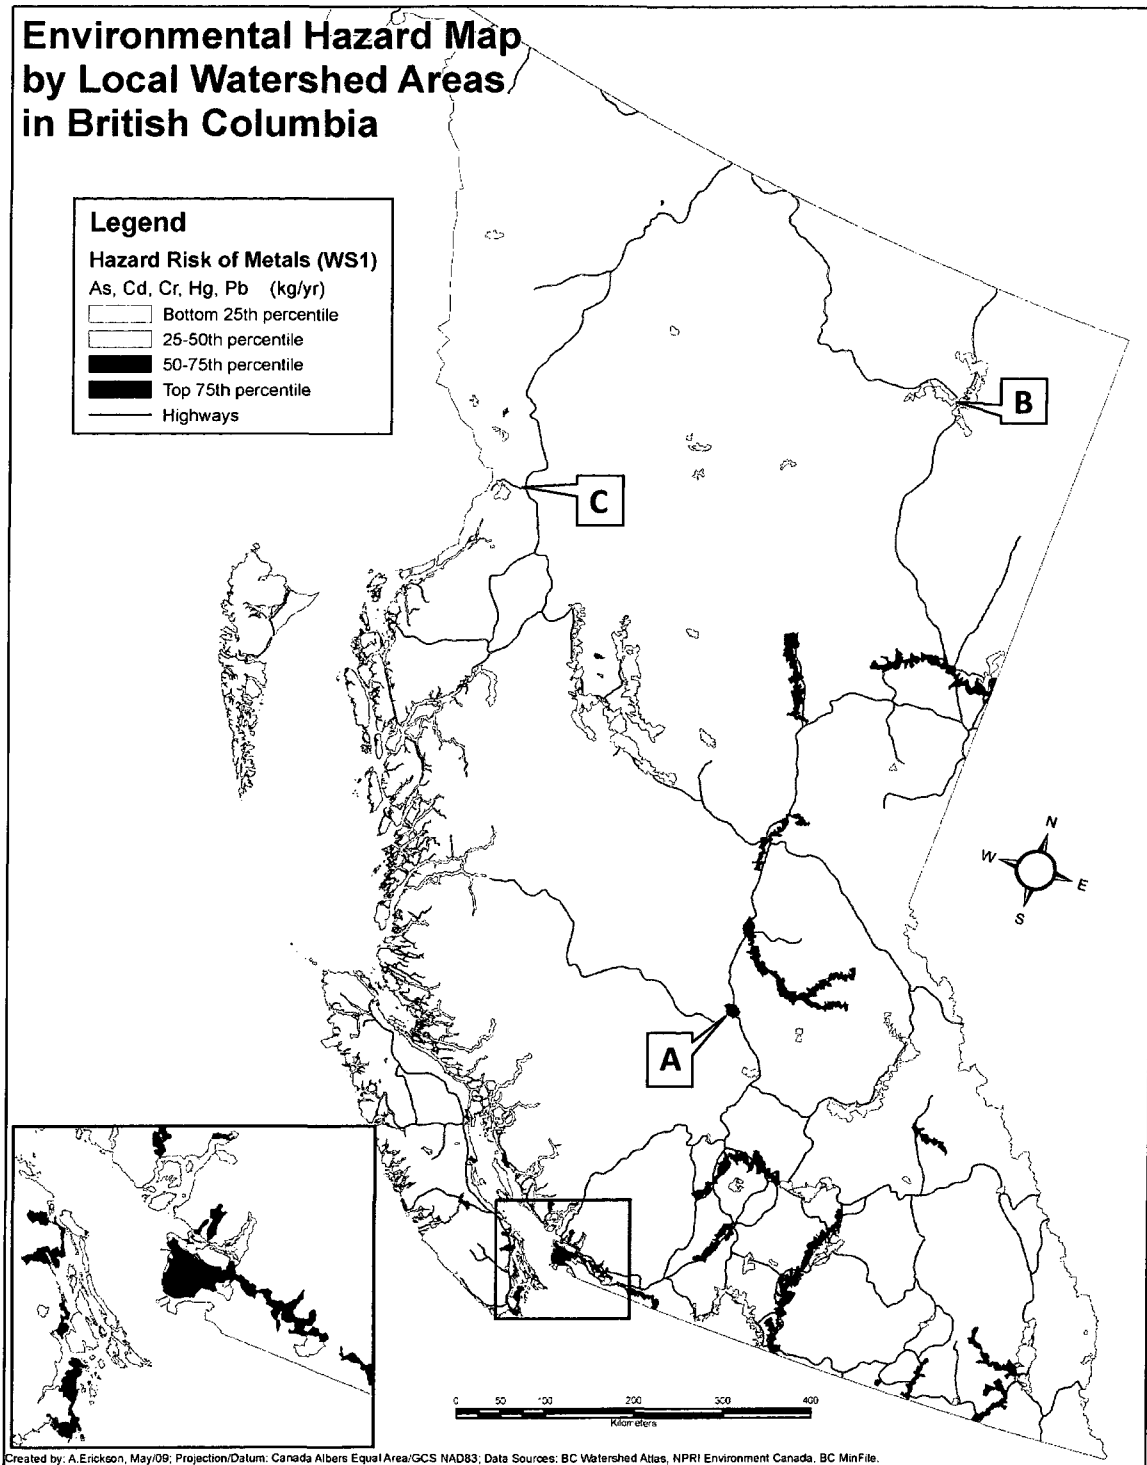 Environmental Hazard Map
by Local Watershed Areas
in British Columbia
Legend
Hazard Risk of Metals (WS1)
As, Cd, Cr, Hg, Pb (kg/yr)
Bottom 25th percentile
25-50th percentile
50-75th percentile
Top 75th percentile
Highways
B
C
N
W
E
S
A
0 50 100 200 300 400
Kilometers
Created by: A.Erickson, May/09; Projection/Datum: Canada Albers Equal Area/GCS NAD83; Data Sources: BC Watershed Atlas, NPRI Environment Canada, BC MinFile.